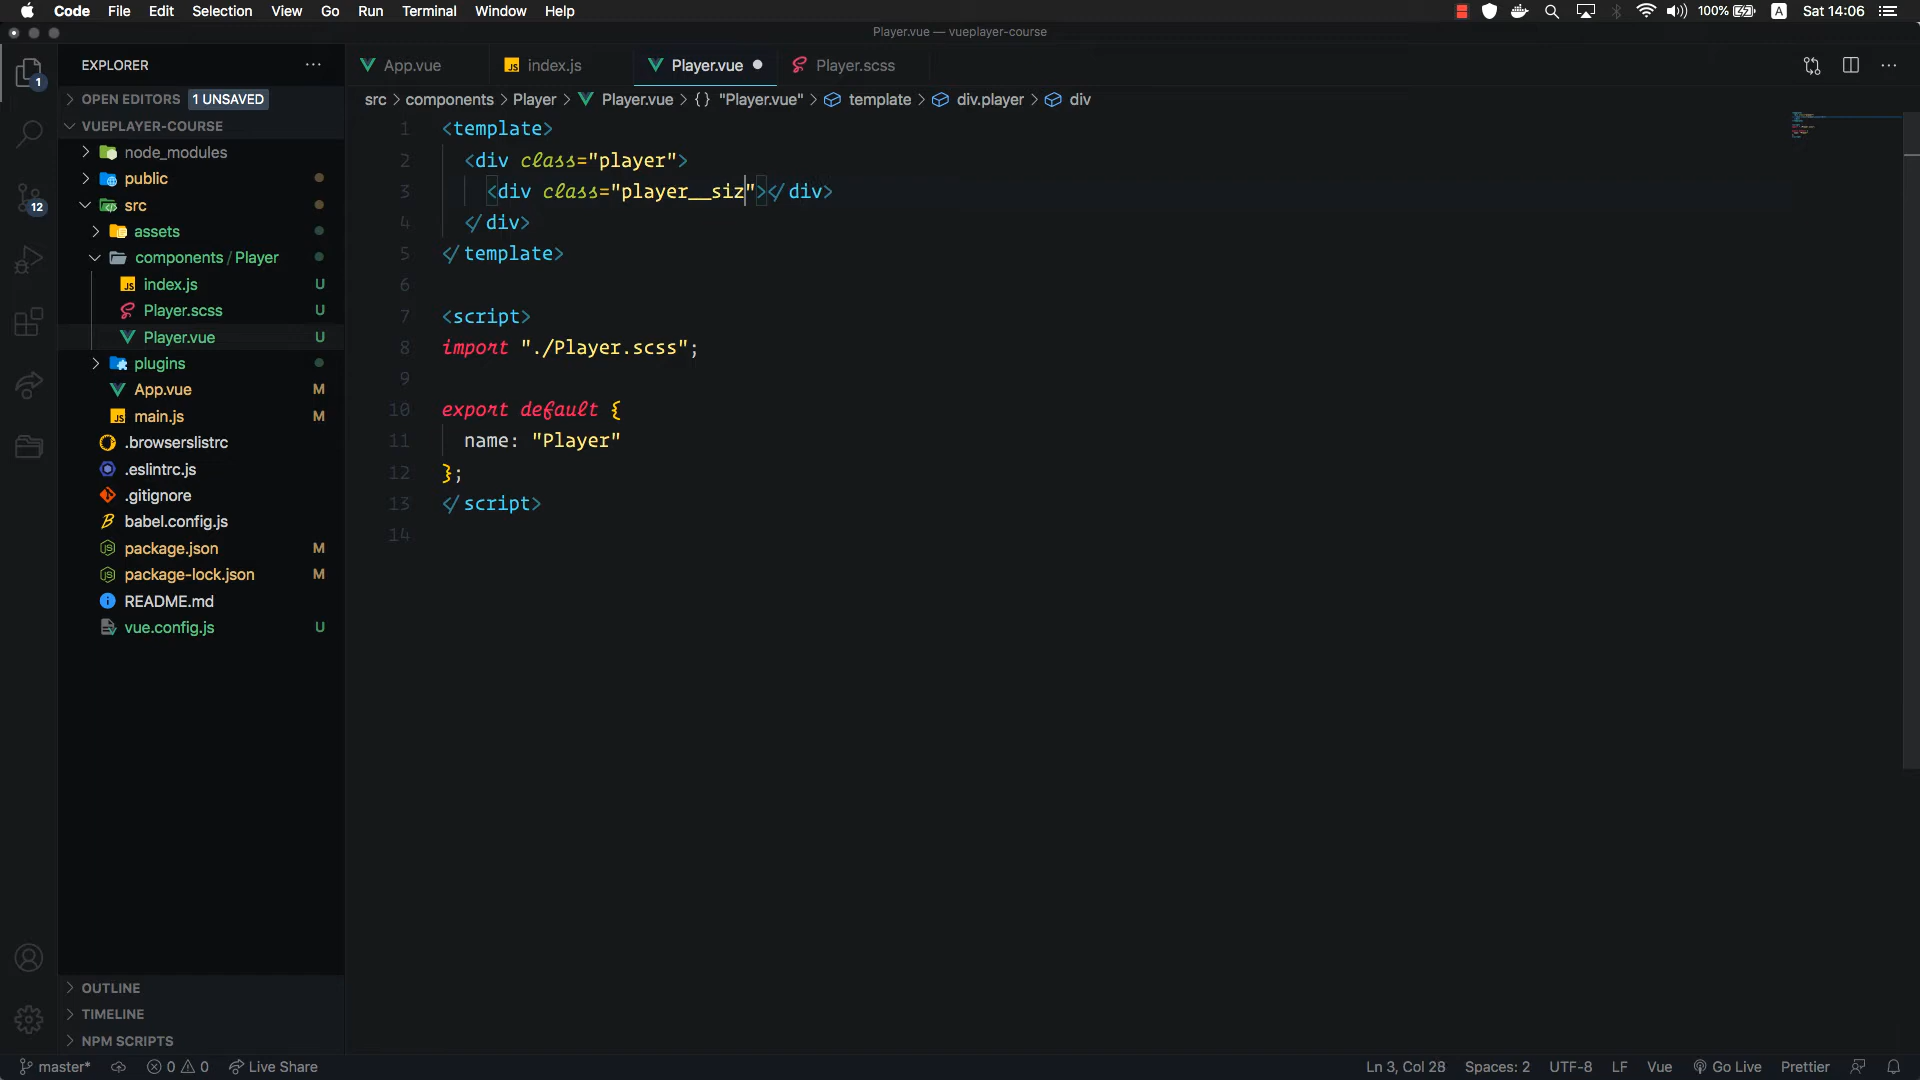 Code File Edit Selection View Go Run Terminal Window Help
100% A Sat 14:06
Player.vue — vueplayer-course
EXPLORER
OPEN EDITORS 1 UNSAVED
VUEPLAYER-COURSE
node_modules
public
src
assets
components / Player
index.js U
Player.scss U
Player.vue U
plugins
App.vue M
main.js M
.browserslistrc
.eslintrc.js
.gitignore
babel.config.js
package.json M
package-lock.json M
README.md
vue.config.js U
OUTLINE
TIMELINE
NPM SCRIPTS
1
12
App.vue index.js Player.vue Player.scss
src > components > Player > Player.vue > {} "Player.vue" > template > div.player > div
1 <template>
2 <div class="player">
3 <div class="player__siz"></div>
4 </div>
5 </template>
6
7 <script>
8 import "./Player.scss";
9
10 export default {
11 name: "Player"
12 };
13 </script>
14
master* 0 0 Live Share
Ln 3, Col 28 Spaces: 2 UTF-8 LF Vue Go Live Prettier